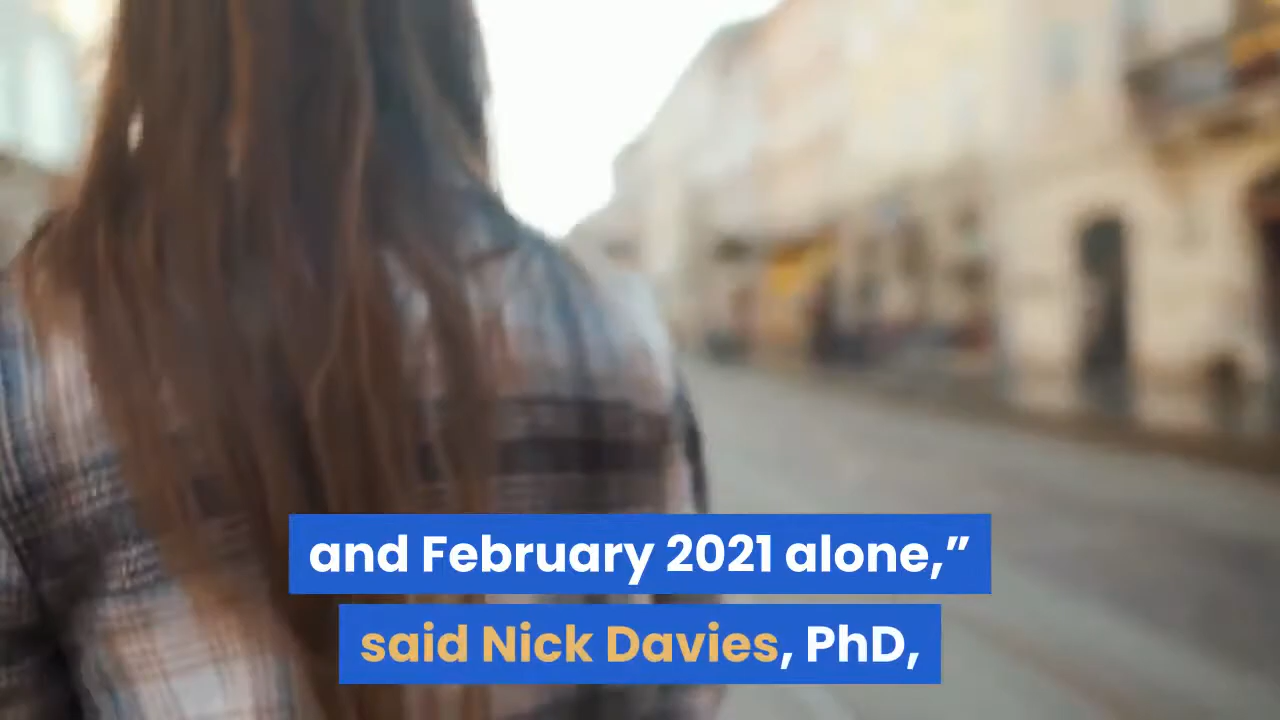 and February 2021 alone,”
said Nick Davies, PhD,